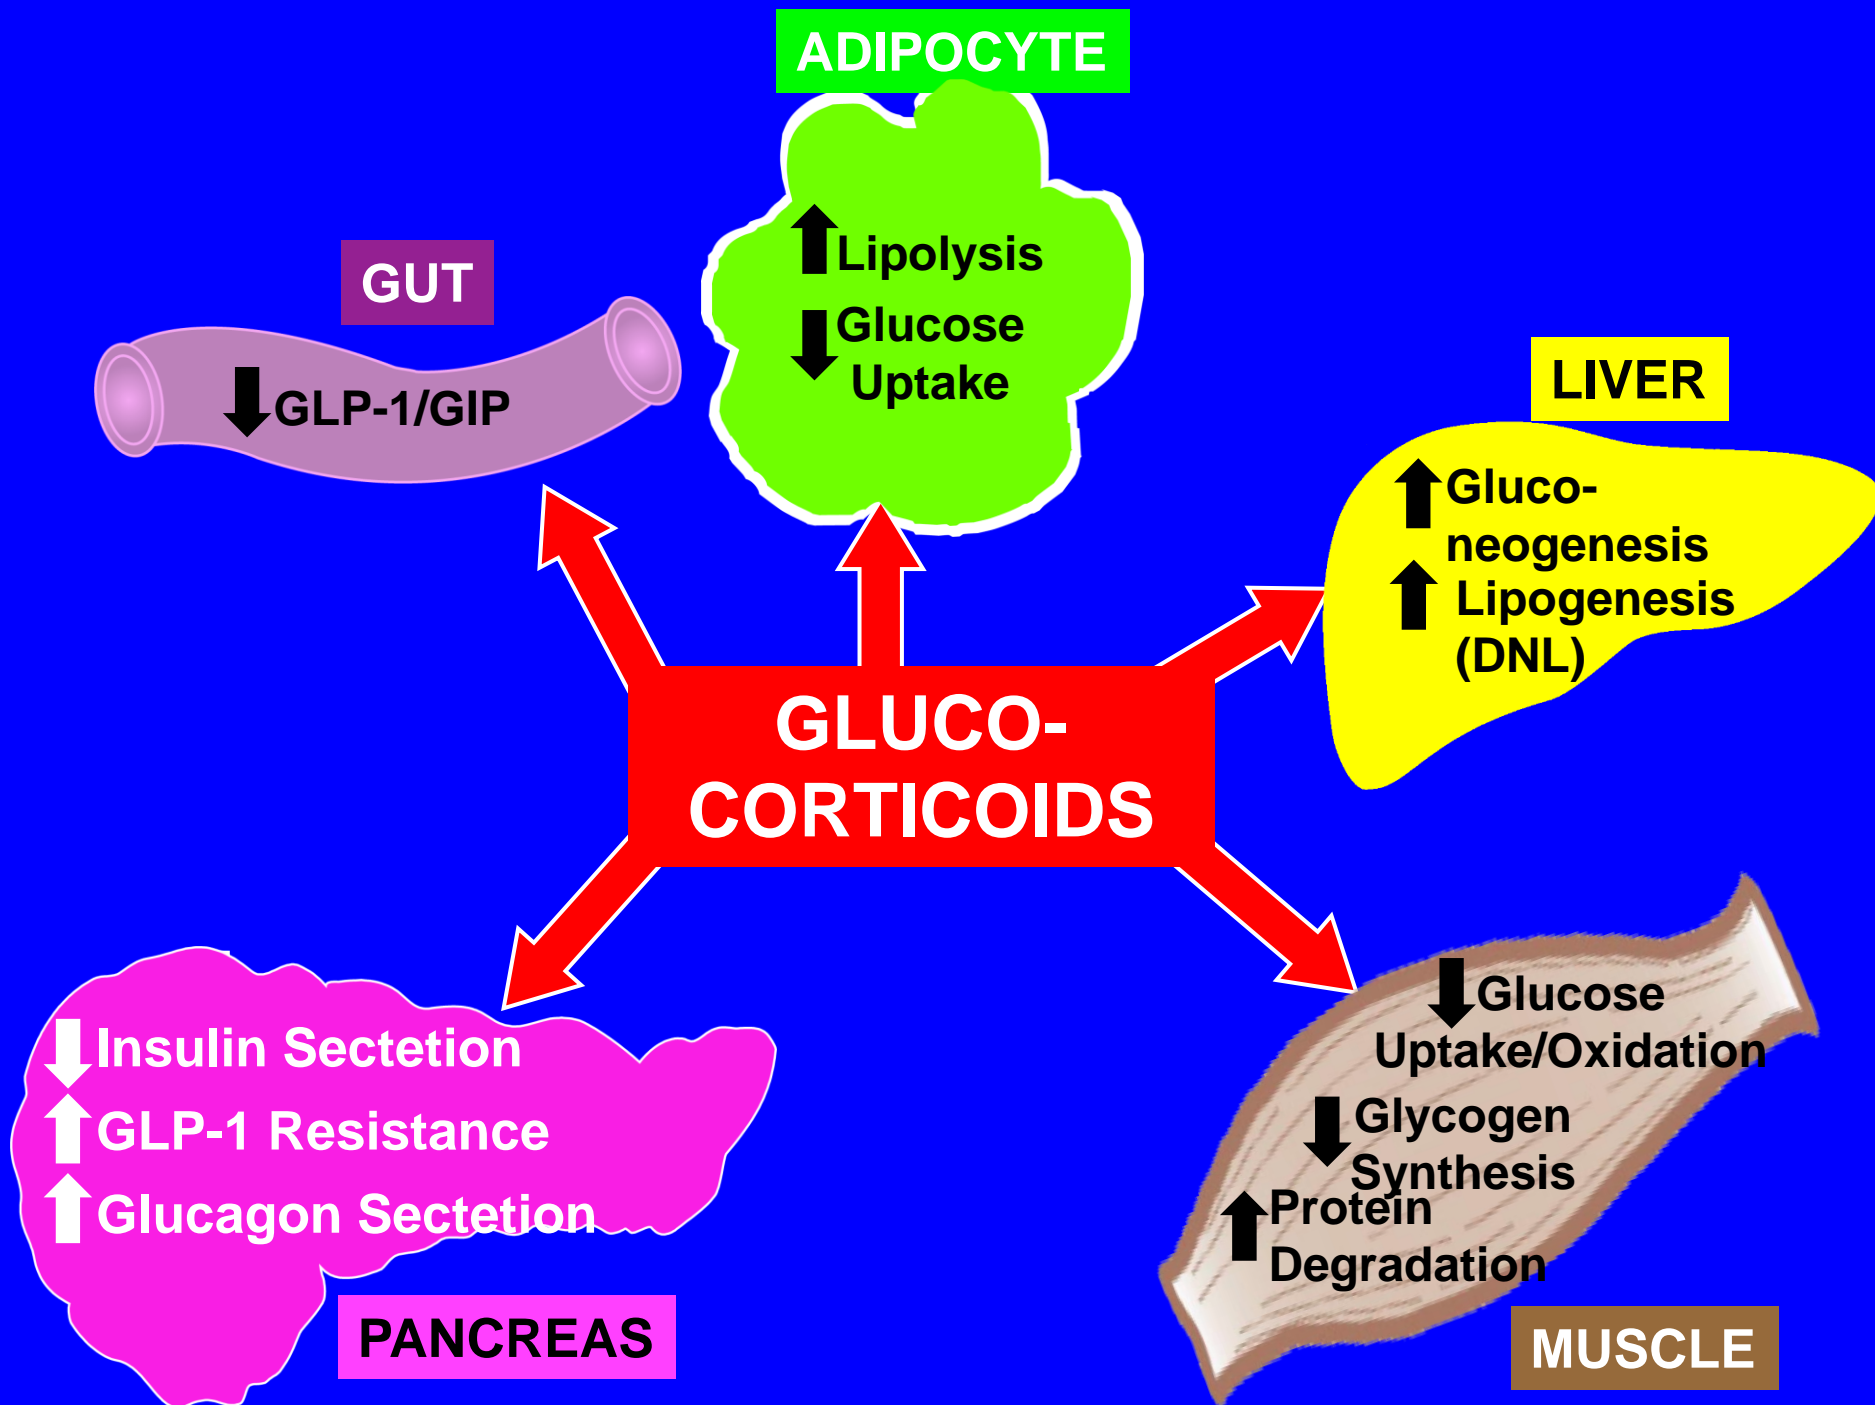 ADIPOCYTE
Lipolysis
Glucose
Uptake
GUT
GLP-1/GIP
LIVER
Gluco-
neogenesis
Lipogenesis
(DNL)
GLUCO-
CORTICOIDS
Insulin Sectetion
GLP-1 Resistance
Glucagon Sectetion
PANCREAS
Glucose
Uptake/Oxidation
Glycogen
Synthesis
Protein
Degradation
MUSCLE